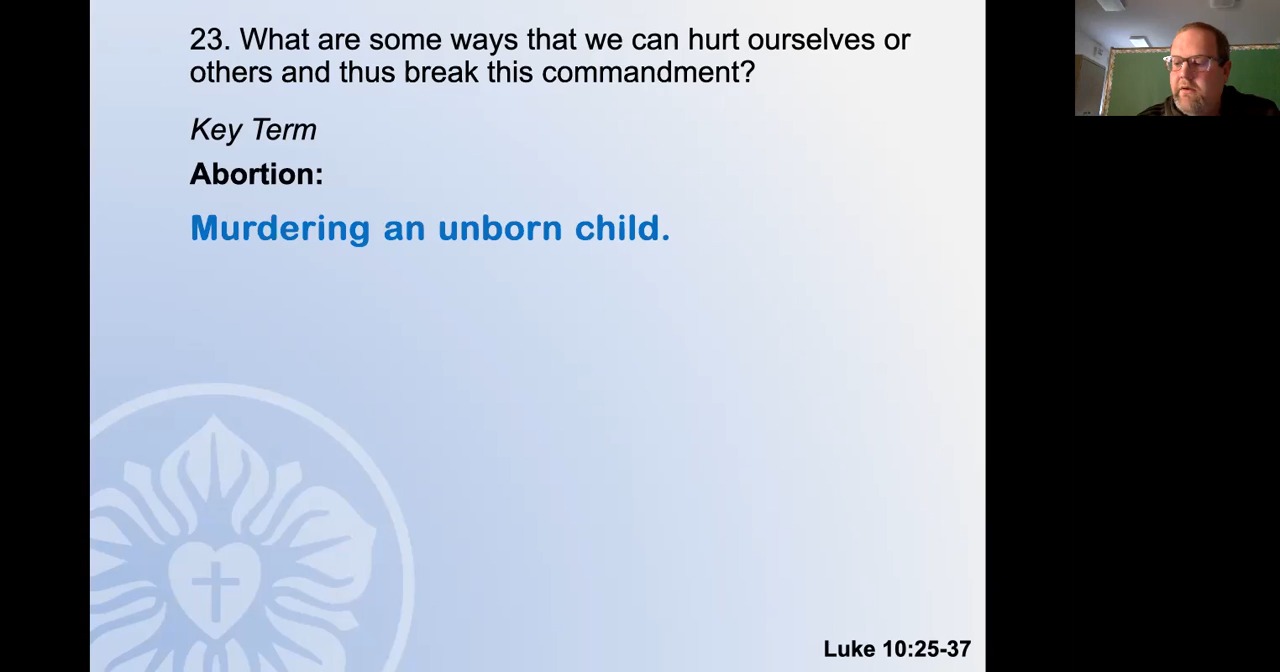 23. What are some ways that we can hurt ourselves or
others and thus break this commandment?
Key Term
Abortion:
Murdering an unborn child.
Luke 10:25-37